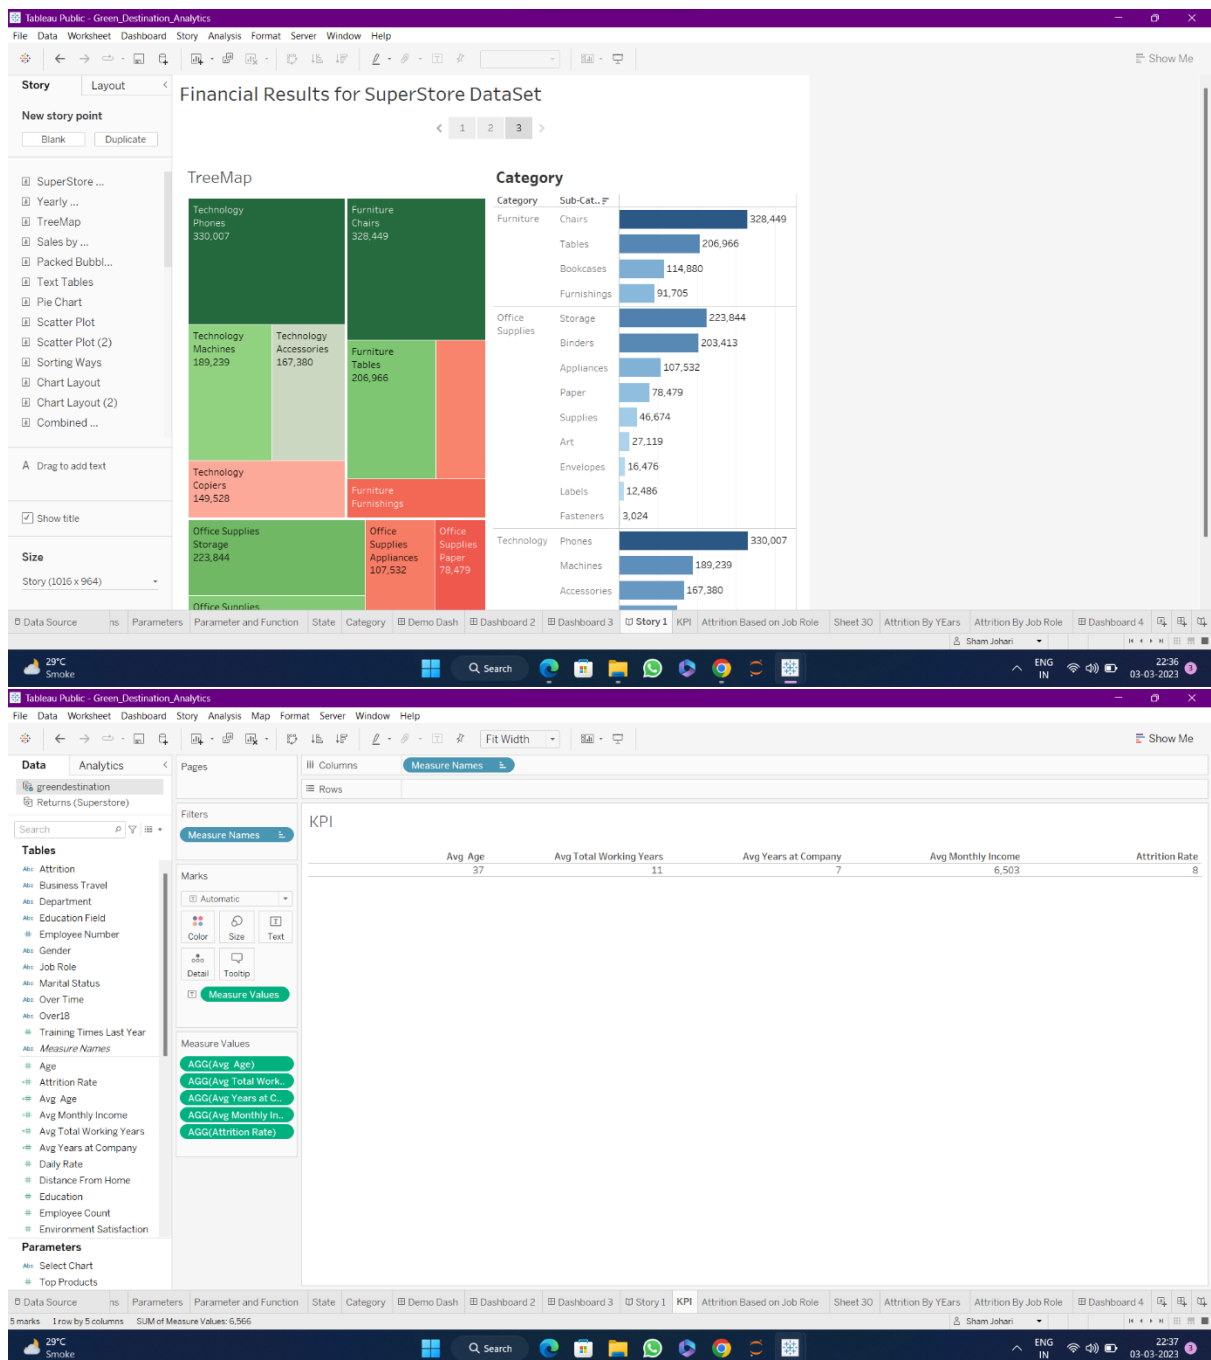 Tableau Public - Green_Destination_Analytics
File Data Worksheet Dashboard Story Analysis Format Server Window Help
Show Me
Story Layout
New story point
Blank Duplicate
SuperStore ...
Yearly ...
TreeMap
Sales by ...
Packed Bubbl...
Text Tables
Pie Chart
Scatter Plot
Scatter Plot (2)
Sorting Ways
Chart Layout
Chart Layout (2)
Combined ...
A Drag to add text
Show title
Size
Story (1016 x 964)
Financial Results for SuperStore DataSet
1 2 3
TreeMap
Technology
Phones
330,007
Furniture
Chairs
328,449
Technology
Machines
189,239
Technology
Accessories
167,380
Furniture
Tables
206,966
Technology
Copiers
149,528
Furniture
Furnishings
Office Supplies
Storage
223,844
Office
Supplies
Appliances
107,532
Office
Supplies
Paper
78,479
Office Supplies
Category
Category Sub-Cat..
Furniture Chairs 328,449
Tables 206,966
Bookcases 114,880
Furnishings 91,705
Office
Supplies
Storage 223,844
Binders 203,413
Appliances 107,532
Paper 78,479
Supplies 46,674
Art 27,119
Envelopes 16,476
Labels 12,486
Fasteners 3,024
Technology Phones 330,007
Machines 189,239
Accessories 167,380
Data Source ns Parameters Parameter and Function State Category Demo Dash Dashboard 2 Dashboard 3 Story 1 KPI Attrition Based on Job Role Sheet 30 Attrition By YEars Attrition By Job Role Dashboard 4
Sham Johari
29°C
Smoke
Search
ENG
IN
22:36
03-03-2023
3
Tableau Public - Green_Destination_Analytics
File Data Worksheet Dashboard Story Analysis Map Format Server Window Help
Fit Width
Show Me
Data Analytics
greendestination
Returns (Superstore)
Search
Tables
Abc Attrition
Abc Business Travel
Abc Department
Abc Education Field
# Employee Number
Abc Gender
Abc Job Role
Abc Marital Status
Abc Over Time
Abc Over18
# Training Times Last Year
Abc Measure Names
# Age
=# Attrition Rate
=# Avg Age
=# Avg Monthly Income
=# Avg Total Working Years
=# Avg Years at Company
# Daily Rate
# Distance From Home
# Education
# Employee Count
# Environment Satisfaction
Parameters
Abc Select Chart
# Top Products
Pages
Filters
Measure Names
Marks
Automatic
Color Size Text
Detail Tooltip
Measure Values
Measure Values
AGG(Avg Age)
AGG(Avg Total Work..
AGG(Avg Years at C..
AGG(Avg Monthly In..
AGG(Attrition Rate)
Columns Measure Names
Rows
KPI
Avg Age Avg Total Working Years Avg Years at Company Avg Monthly Income Attrition Rate
37 11 7 6,503 8
Data Source ns Parameters Parameter and Function State Category Demo Dash Dashboard 2 Dashboard 3 Story 1 KPI Attrition Based on Job Role Sheet 30 Attrition By YEars Attrition By Job Role Dashboard 4
5 marks 1 row by 5 columns SUM of Measure Values: 6,566
Sham Johari
29°C
Smoke
Search
ENG
IN
22:37
03-03-2023
3